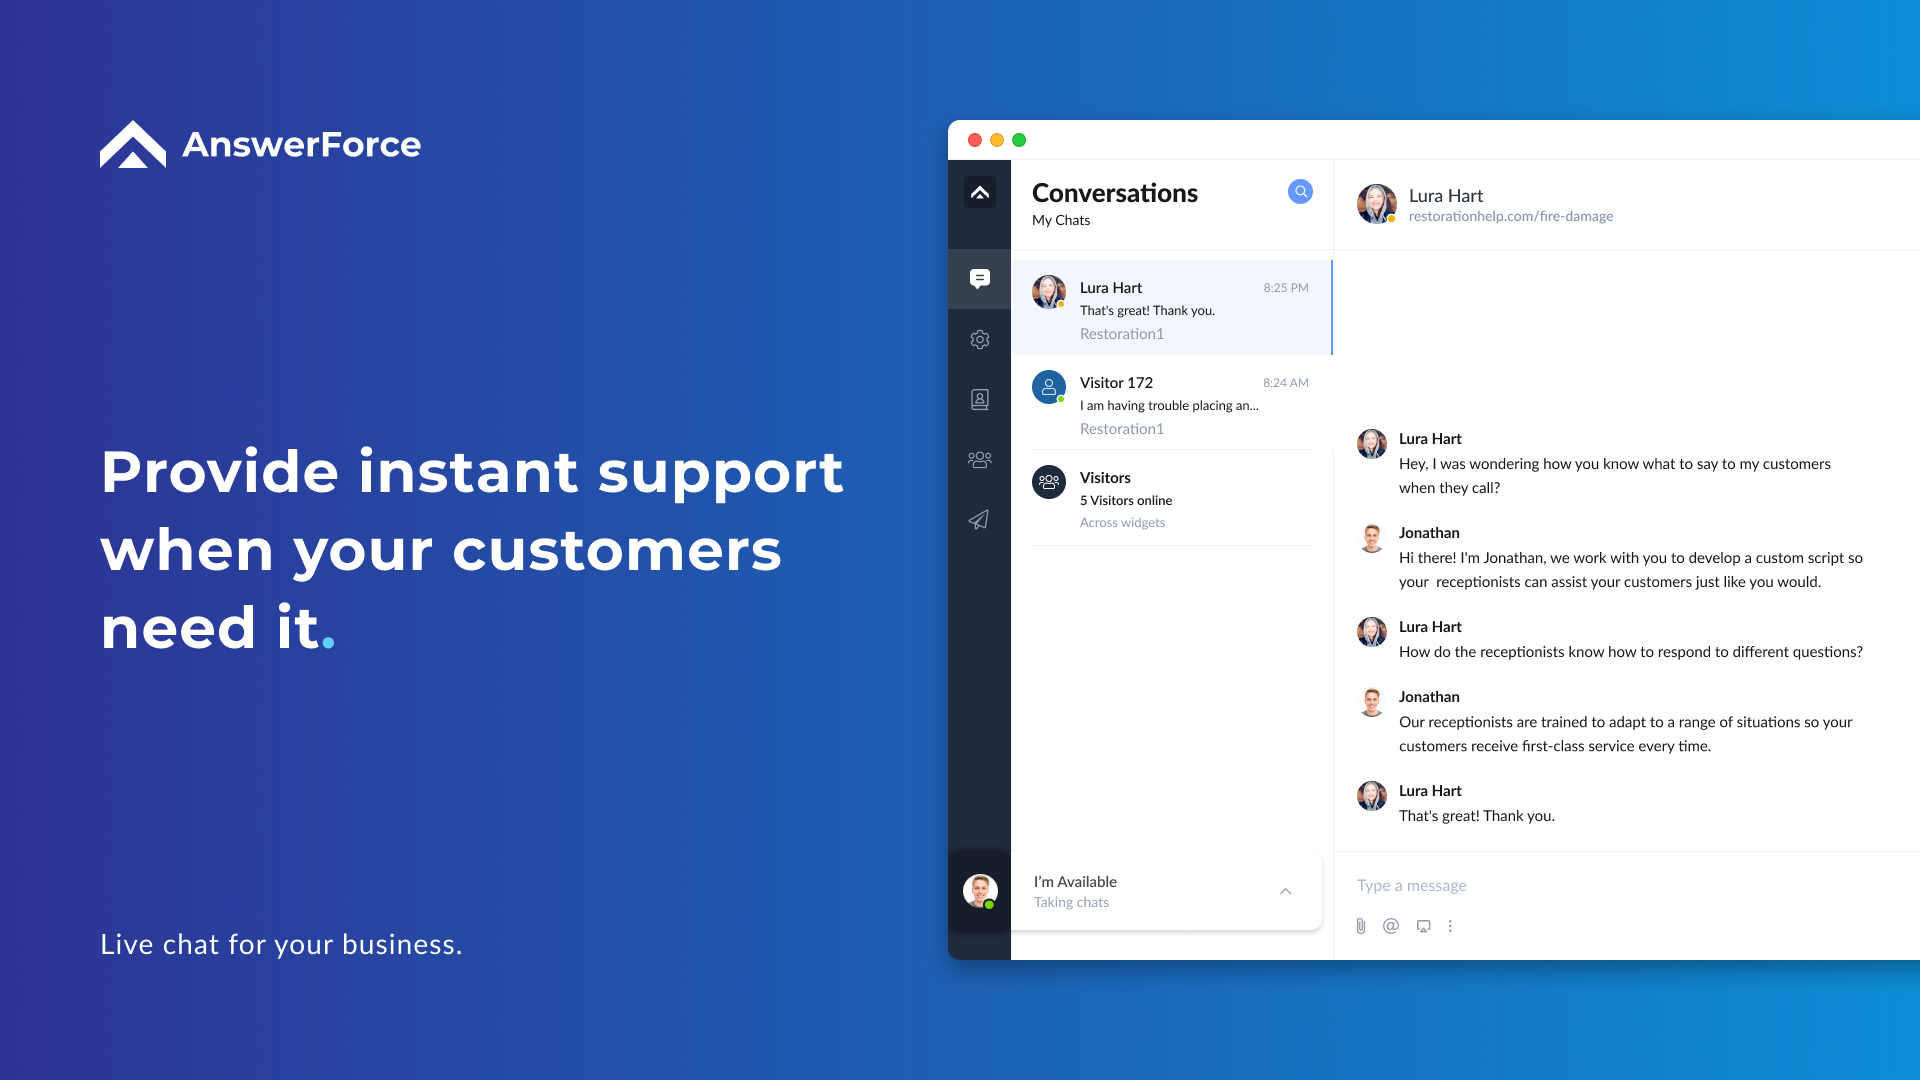 AnswerForce
Provide instant support
when your customers
need it.
Live chat for your business.
Conversations
My Chats
Lura Hart
8:25 PM
That's great! Thank you.
Restoration1
Visitor 172
8:24 AM
I am having trouble placing an...
Restoration1
Visitors
5 Visitors online
Across widgets
I'm Available
Taking chats
Lura Hart
restorationhelp.com/fire-damage
Lura Hart
Hey, I was wondering how you know what to say to my customers
when they call?
Jonathan
Hi there! I'm Jonathan, we work with you to develop a custom script so
your  receptionists can assist your customers just like you would.
Lura Hart
How do the receptionists know how to respond to different questions?
Jonathan
Our receptionists are trained to adapt to a range of situations so your
customers receive first-class service every time.
Lura Hart
That's great! Thank you.
Type a message